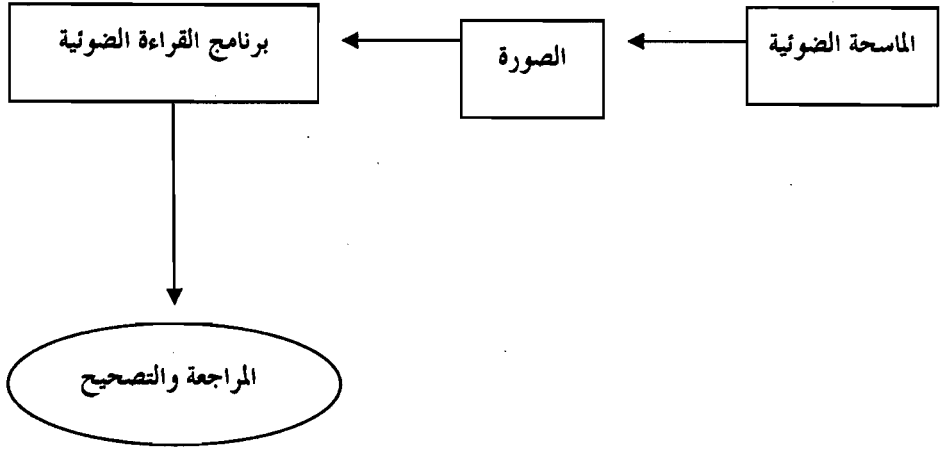 الماسحة الضوئية
الصورة
برنامج القراءة الضوئية
المراجعة والتصحيح